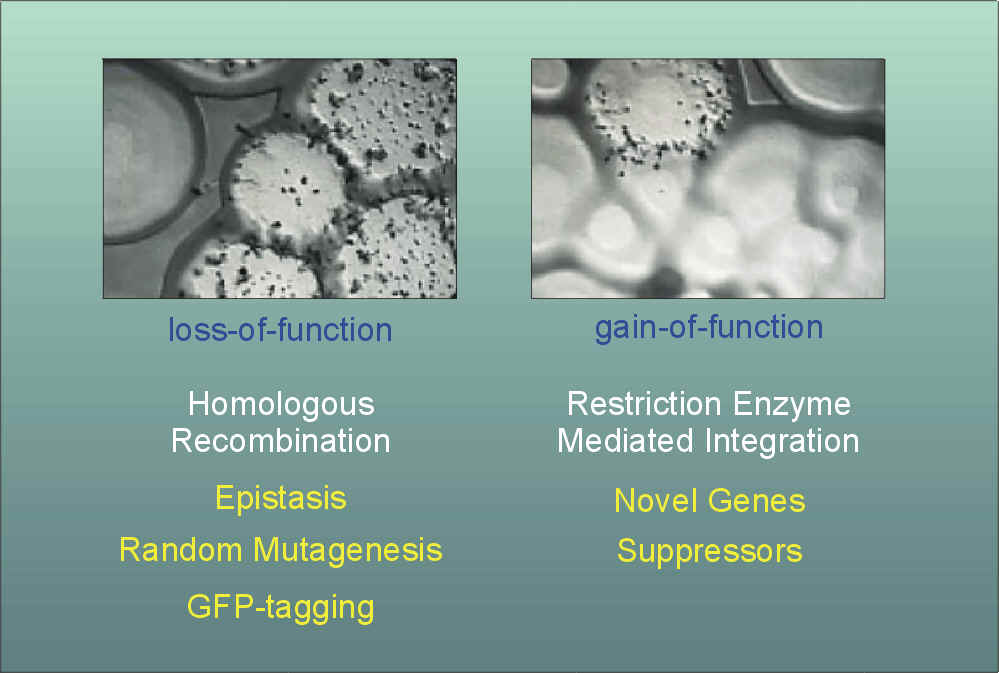 loss-of-function
gain-of-function
Homologous
Recombination
Restriction Enzyme
Mediated Integration
Epistasis
Random Mutagenesis
GFP-tagging
Novel Genes
Suppressors